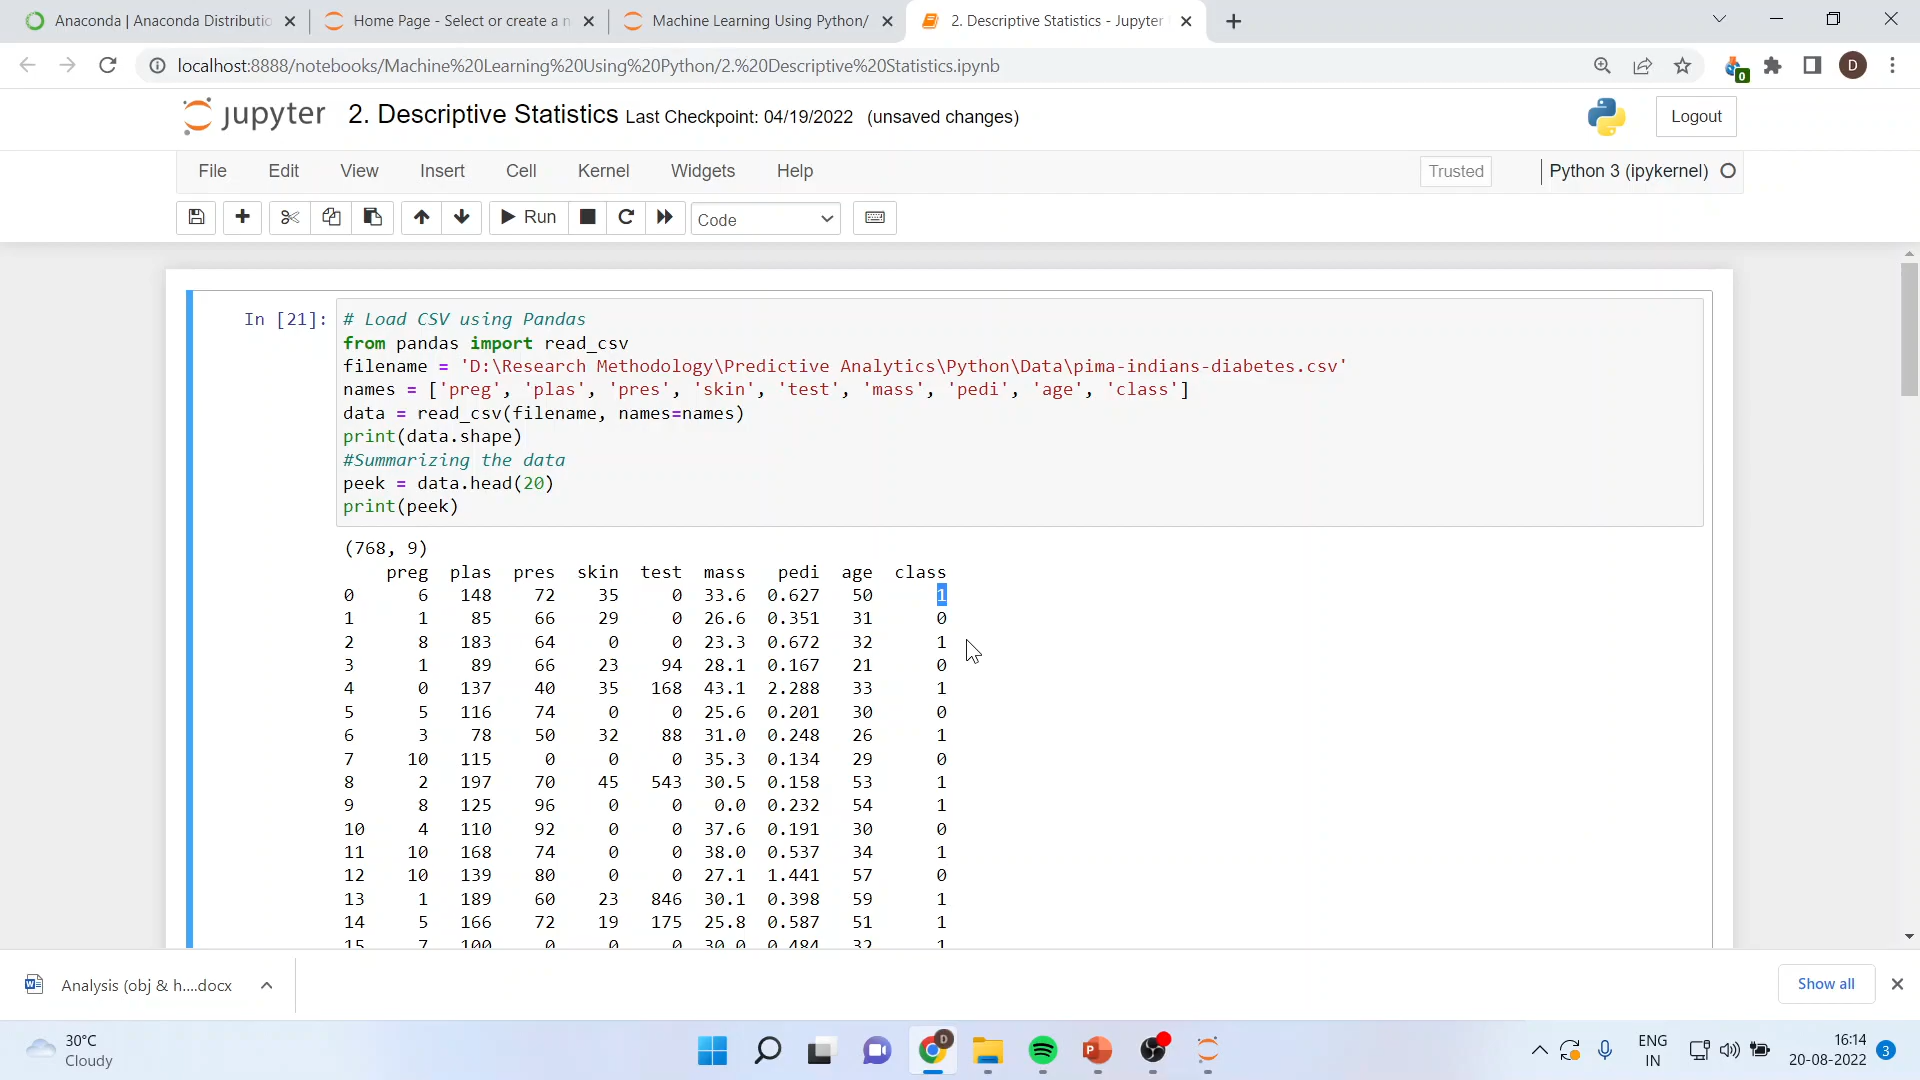 Anaconda | Anaconda Distributio
Home Page - Select or create a n
Machine Learning Using Python/
2. Descriptive Statistics - Jupyter
localhost:8888/notebooks/Machine%20Learning%20Using%20Python/2.%20Descriptive%20Statistics.ipynb
0
D
jupyter 2. Descriptive Statistics Last Checkpoint: 04/19/2022 (unsaved changes)
Logout
File Edit View Insert Cell Kernel Widgets Help
Trusted
Python 3 (ipykernel)
Run
Code
In [21]:
# Load CSV using Pandas
from pandas import read_csv
filename = 'D:\Research Methodology\Predictive Analytics\Python\Data\pima-indians-diabetes.csv'
names = ['preg', 'plas', 'pres', 'skin', 'test', 'mass', 'pedi', 'age', 'class']
data = read_csv(filename, names=names)
print(data.shape)
#Summarizing the data
peek = data.head(20)
print(peek)
(768, 9)
preg plas pres skin test mass pedi age class
0 6 148 72 35 0 33.6 0.627 50 1
1 1 85 66 29 0 26.6 0.351 31 0
2 8 183 64 0 0 23.3 0.672 32 1
3 1 89 66 23 94 28.1 0.167 21 0
4 0 137 40 35 168 43.1 2.288 33 1
5 5 116 74 0 0 25.6 0.201 30 0
6 3 78 50 32 88 31.0 0.248 26 1
7 10 115 0 0 0 35.3 0.134 29 0
8 2 197 70 45 543 30.5 0.158 53 1
9 8 125 96 0 0 0.0 0.232 54 1
10 4 110 92 0 0 37.6 0.191 30 0
11 10 168 74 0 0 38.0 0.537 34 1
12 10 139 80 0 0 27.1 1.441 57 0
13 1 189 60 23 846 30.1 0.398 59 1
14 5 166 72 19 175 25.8 0.587 51 1
15 7 100 0 0 0 30.0 0.484 32 1
Analysis (obj & h....docx
Show all
30°C
Cloudy
D
P
ENG
IN
16:14
20-08-2022
3